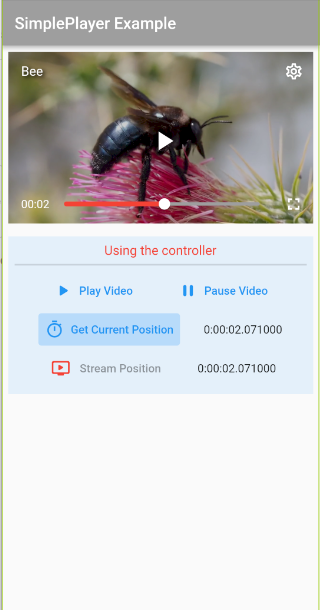 SimplePlayer Example
Bee
00:02
Using the controller
Play Video Pause Video
Get Current Position 0:00:02.071000
Stream Position 0:00:02.071000